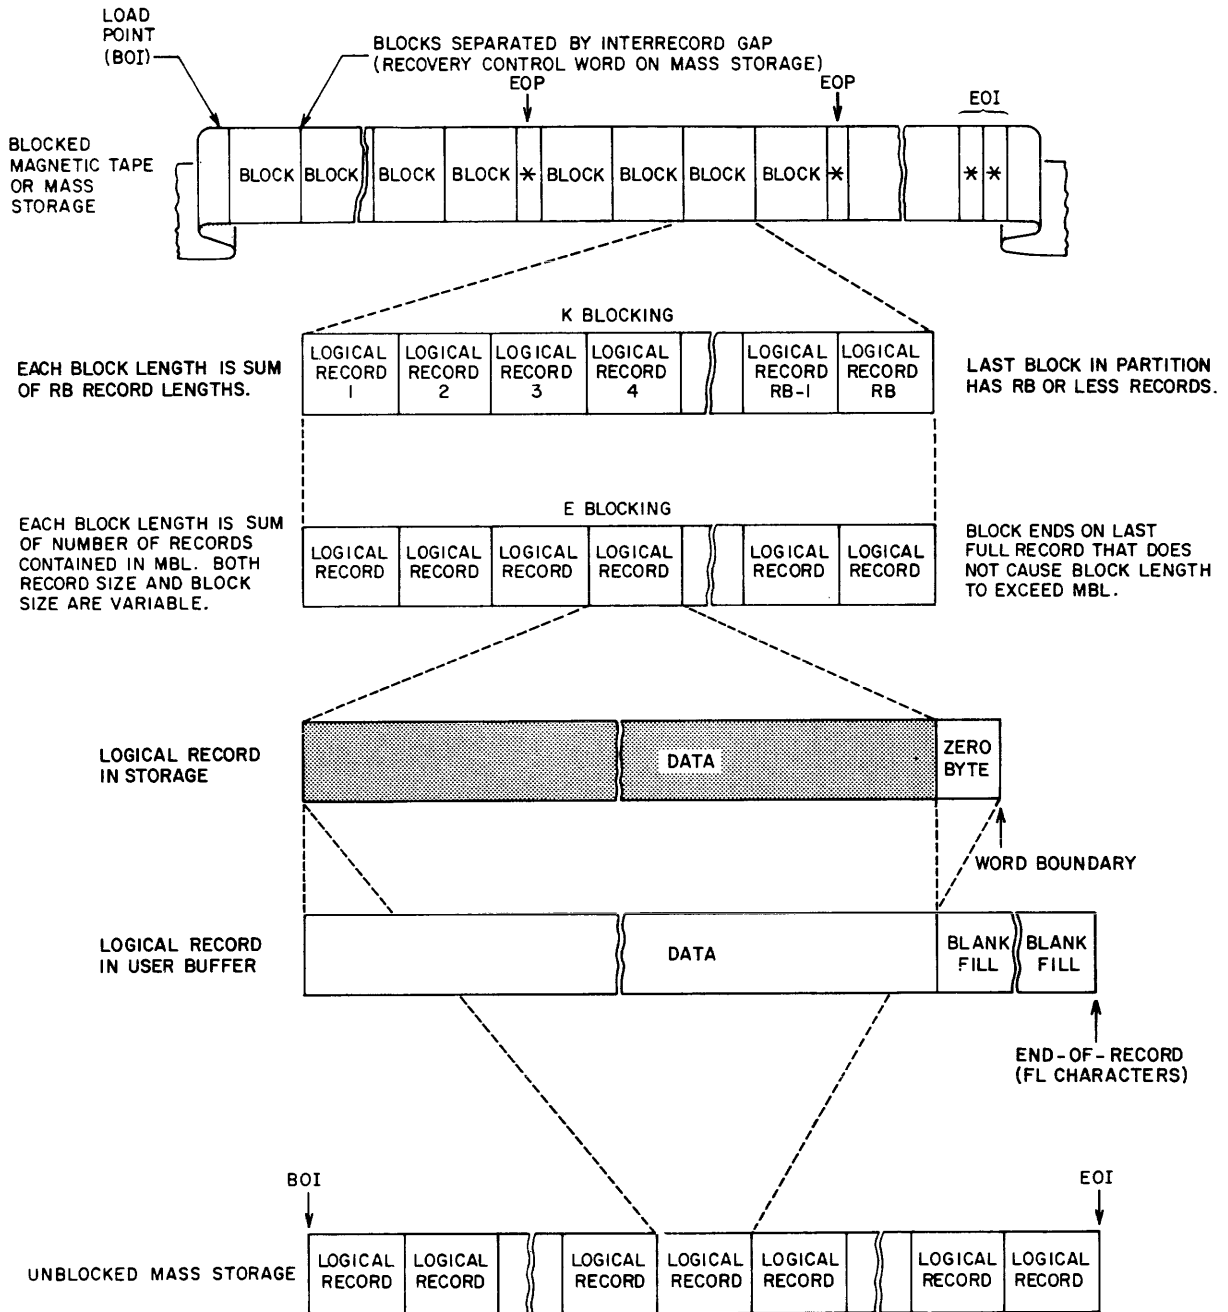 LOAD
POINT
(BOI)
BLOCKS SEPARATED BY INTERRECORD GAP
(RECOVERY CONTROL WORD ON MASS STORAGE)
EOP
EOP
EOI
BLOCKED
MAGNETIC TAPE
OR MASS
STORAGE
BLOCK BLOCK BLOCK BLOCK * BLOCK BLOCK BLOCK BLOCK * * *
K BLOCKING
EACH BLOCK LENGTH IS SUM
OF RB RECORD LENGTHS.
LOGICAL RECORD 1
LOGICAL RECORD 2
LOGICAL RECORD 3
LOGICAL RECORD 4
LOGICAL RECORD RB-1
LOGICAL RECORD RB
LAST BLOCK IN PARTITION
HAS RB OR LESS RECORDS.
E BLOCKING
EACH BLOCK LENGTH IS SUM
OF NUMBER OF RECORDS
CONTAINED IN MBL. BOTH
RECORD SIZE AND BLOCK
SIZE ARE VARIABLE.
LOGICAL RECORD
LOGICAL RECORD
LOGICAL RECORD
LOGICAL RECORD
LOGICAL RECORD
LOGICAL RECORD
BLOCK ENDS ON LAST
FULL RECORD THAT DOES
NOT CAUSE BLOCK LENGTH
TO EXCEED MBL.
LOGICAL RECORD
IN STORAGE
DATA
ZERO
BYTE
WORD BOUNDARY
LOGICAL RECORD
IN USER BUFFER
DATA
BLANK
FILL
BLANK
FILL
END-OF-RECORD
(FL CHARACTERS)
BOI
EOI
UNBLOCKED MASS STORAGE
LOGICAL RECORD
LOGICAL RECORD
LOGICAL RECORD
LOGICAL RECORD
LOGICAL RECORD
LOGICAL RECORD
LOGICAL RECORD